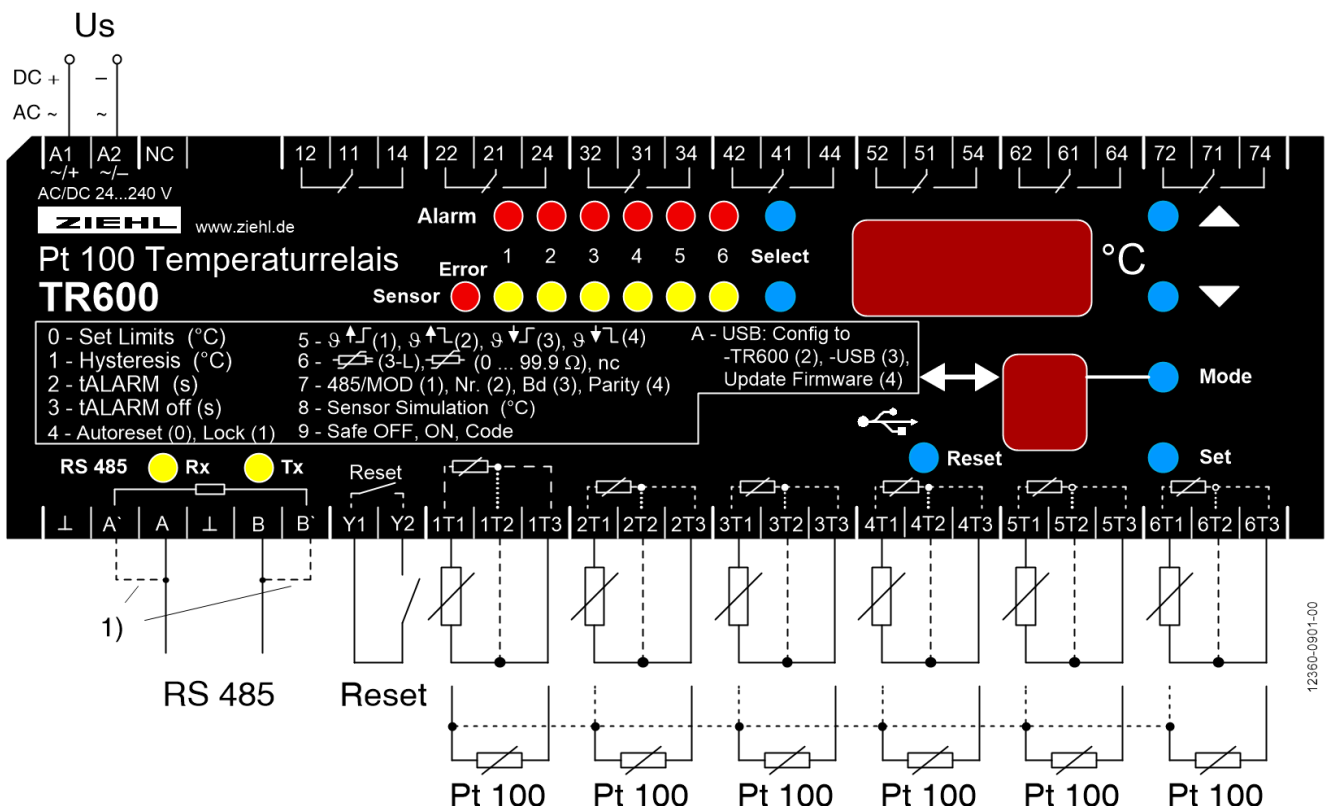 Us
DC + –
AC ~ ~
A1 A2 NC 12 11 14 22 21 24 32 31 34 42 41 44 52 51 54 62 61 64 72 71 74
~/+ ~/–
AC/DC 24...240 V
ZIEHL www.ziehl.de
Alarm
Pt 100 Temperaturrelais
TR600
1 2 3 4 5 6 Select
Error
Sensor
°C
0 - Set Limits (°C)
1 - Hysteresis (°C)
2 - tALARM (s)
3 - tALARM off (s)
4 - Autoreset (0), Lock (1)
5 - ϑ (1), ϑ (2), ϑ (3), ϑ (4)
6 - (3-L), (0 ... 99.9 Ω), nc
7 - 485/MOD (1), Nr. (2), Bd (3), Parity (4)
8 - Sensor Simulation (°C)
9 - Safe OFF, ON, Code
A - USB: Config to
-TR600 (2), -USB (3),
Update Firmware (4)
Mode
Reset
Set
RS 485 Rx Tx
Reset
⊥ A` A ⊥ B B` Y1 Y2 1T1 1T2 1T3 2T1 2T2 2T3 3T1 3T2 3T3 4T1 4T2 4T3 5T1 5T2 5T3 6T1 6T2 6T3
1)
RS 485 Reset
Pt 100 Pt 100 Pt 100 Pt 100 Pt 100 Pt 100
12360-0901-00